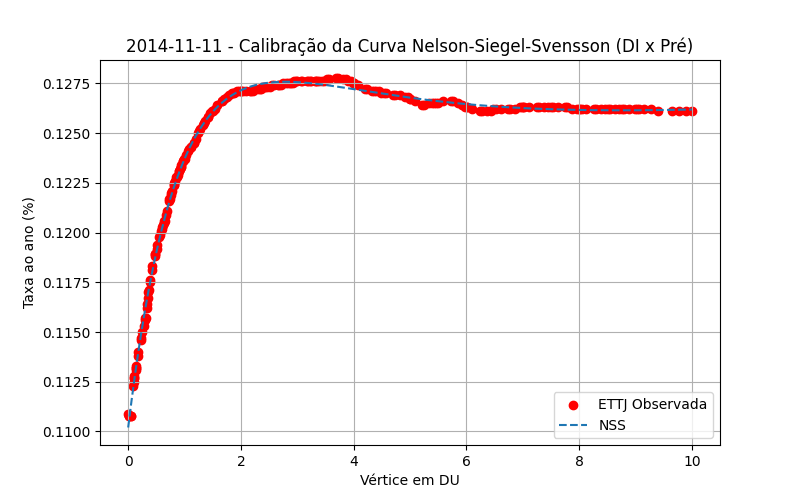 2014-11-11 - Calibração da Curva Nelson-Siegel-Svensson (DI x Pré)
Taxa ao ano (%)
0.1275
0.1250
0.1225
0.1200
0.1175
0.1150
0.1125
0.1100
ETTJ Observada
NSS
0 2 4 6 8 10
Vértice em DU